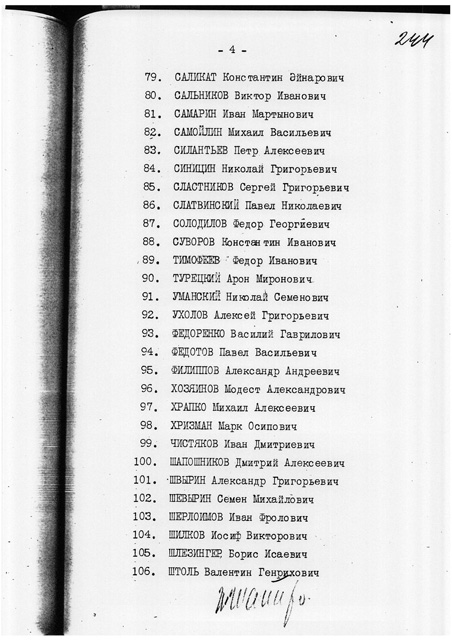 244
- 4 -
79. САЛИКАТ Константин Эйнарович
80. САЛЬНИКОВ Виктор Иванович
81. САМАРИН Иван Мартынович
82. САМОЙЛИН Михаил Васильевич
83. СИЛАНТЬЕВ Петр Алексеевич
84. СИНИЦИН Николай Григорьевич
85. СЛАСТНИКОВ Сергей Григорьевич
86. СЛАТВИНСКИЙ Павел Николаевич
87. СОЛОДИЛОВ Федор Георгиевич
88. СУВОРОВ Константин Иванович
89. ТИМОФЕЕВ Федор Иванович
90. ТУРЕЦКИЙ Арон Миронович
91. УМАНСКИЙ Николай Семенович
92. УХОЛОВ Алексей Григорьевич
93. ФЕДОРЕНКО Василий Гаврилович
94. ФЕДОТОВ Павел Васильевич
95. ФИЛИППОВ Александр Андреевич
96. ХОЗЯИНОВ Модест Александрович
97. ХРАПКО Михаил Алексеевич
98. ХРИЗМАН Марк Осипович
99. ЧИСТЯКОВ Иван Дмитриевич
100. ШАПОШНИКОВ Дмитрий Алексеевич
101. ШВЫРИН Александр Григорьевич
102. ШЕВЫРИН Семен Михайлович
103. ШЕРЛОИМОВ Иван Фролович
104. ШИЛКОВ Иосиф Викторович
105. ШЛЕЗИНГЕР Борис Исаевич
106. ШТОЛЬ Валентин Генрихович